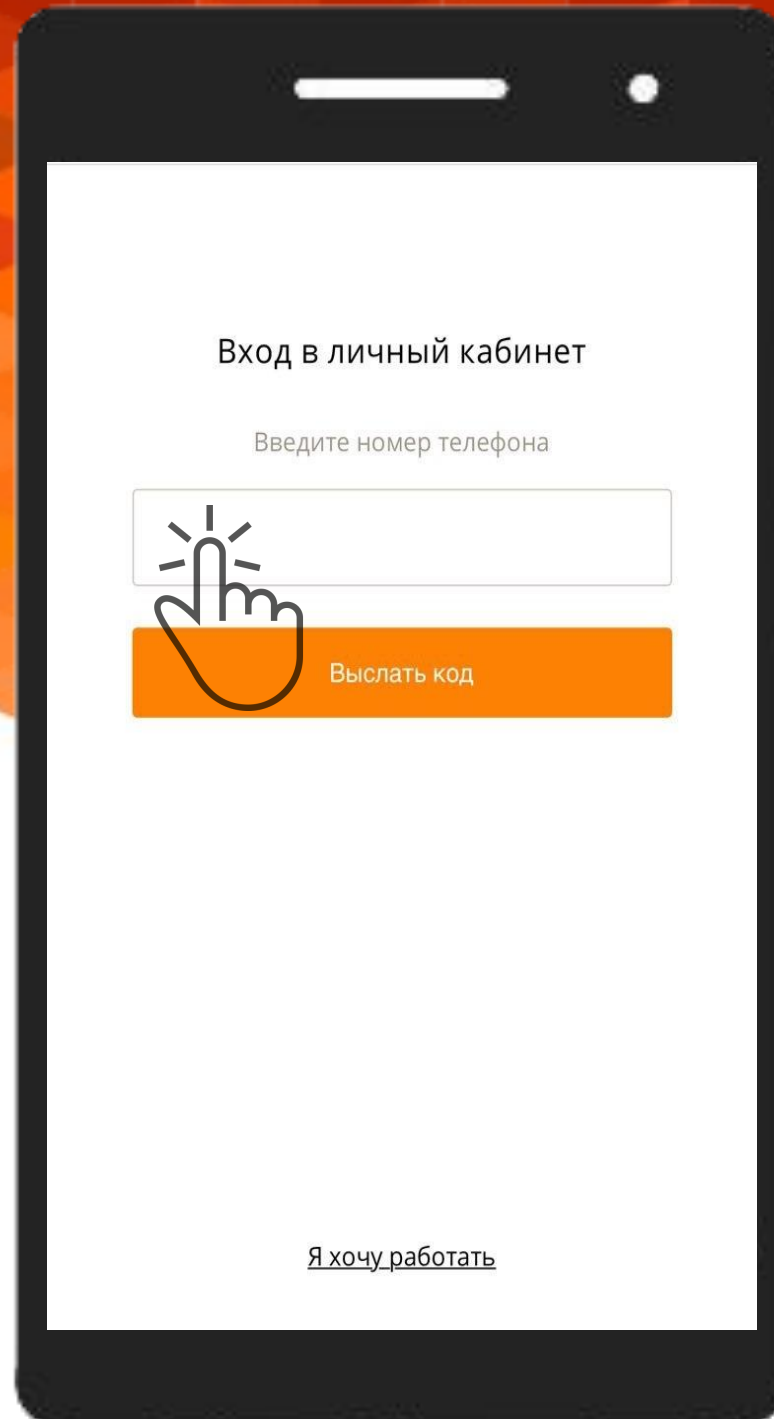 Вход в личный кабинет
Введите номер телефона
Выслать код
Я хочу работать